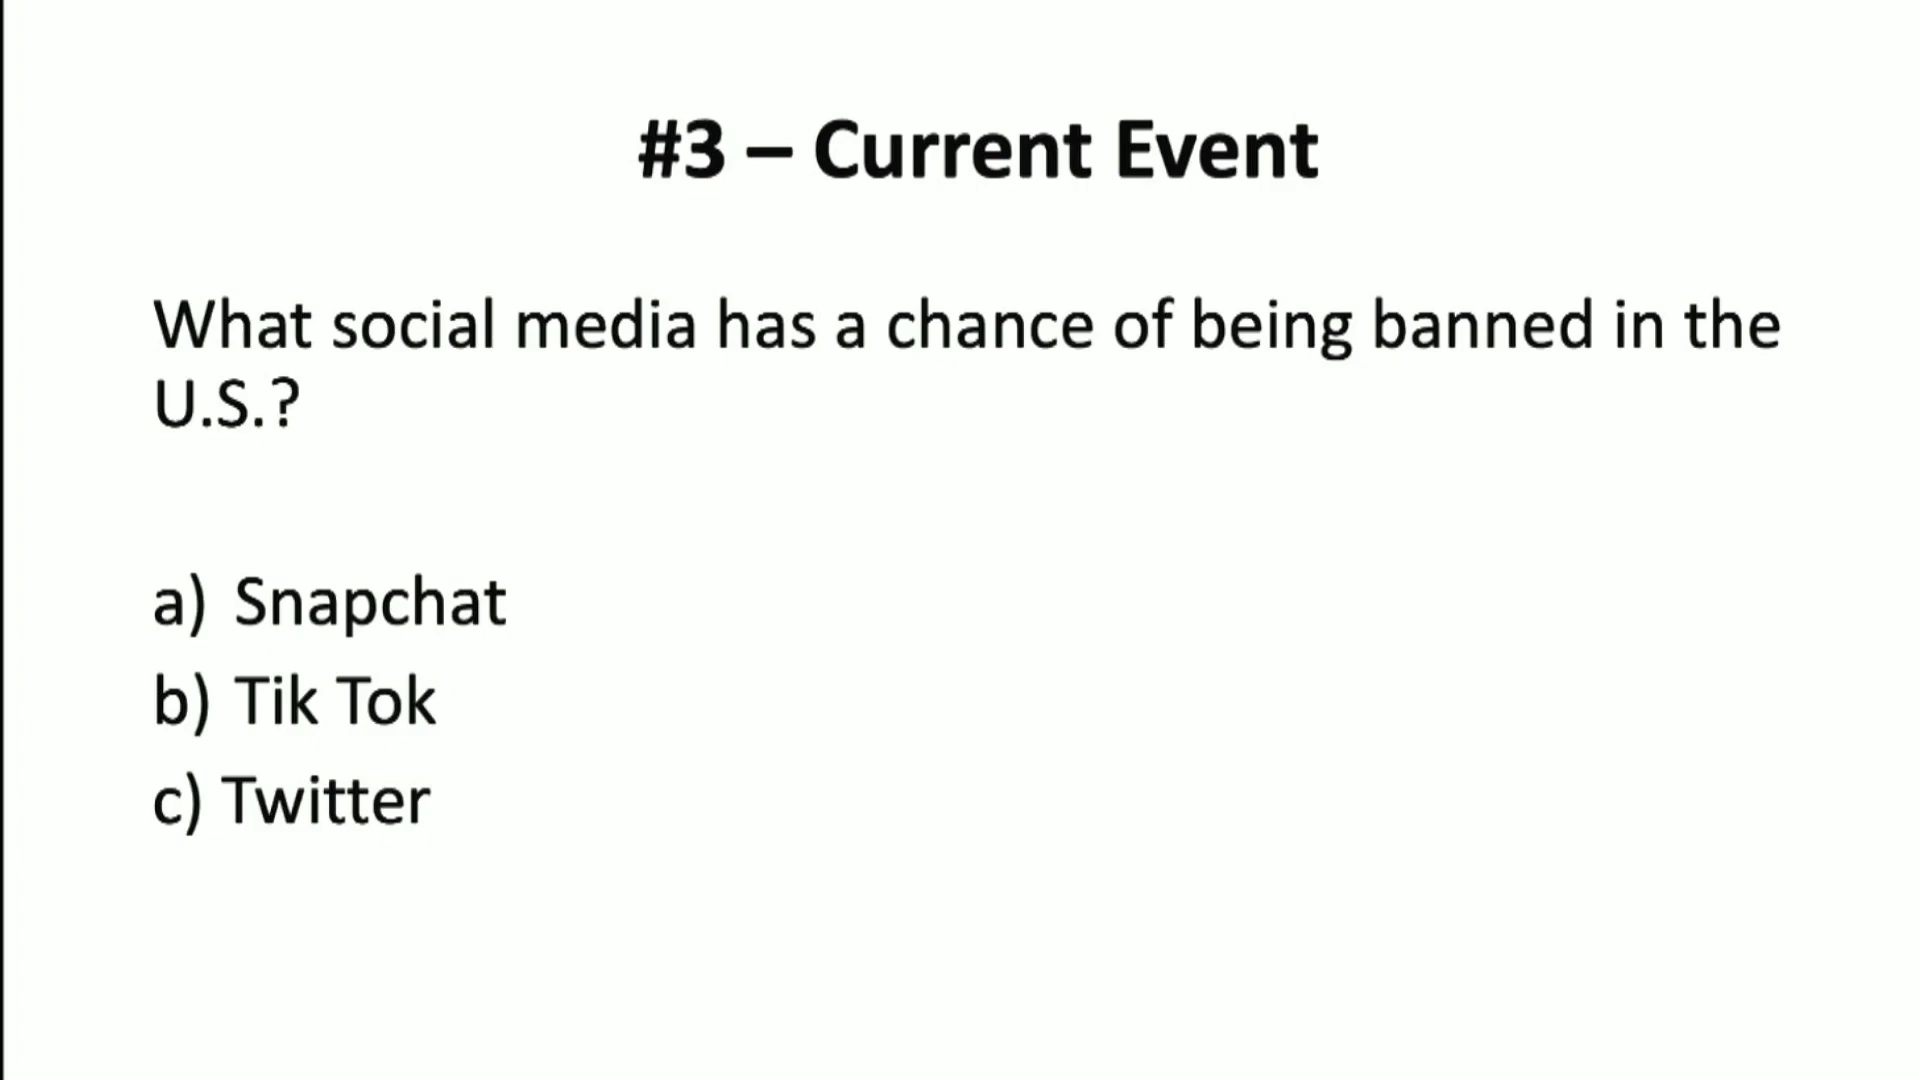 #3 – Current Event
What social media has a chance of being banned in the
U.S.?
a) Snapchat
b) Tik Tok
c) Twitter